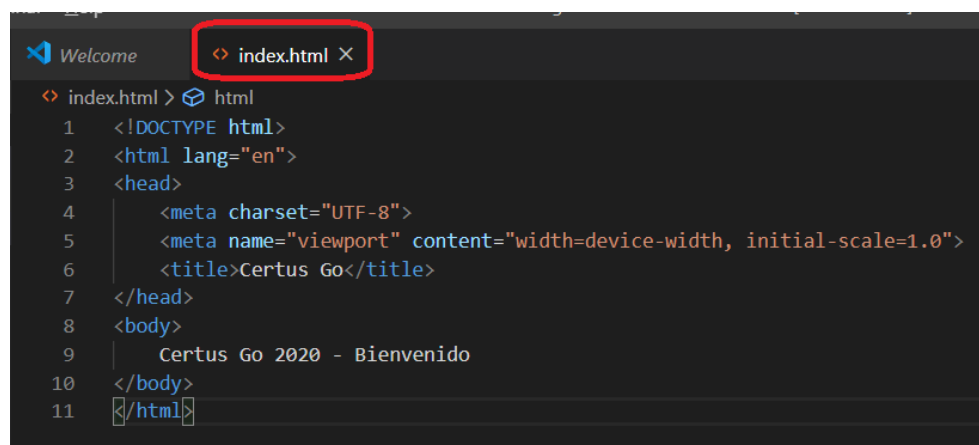 Welcome
index.html
index.html > html
1 <!DOCTYPE html>
2 <html lang="en">
3 <head>
4     <meta charset="UTF-8">
5     <meta name="viewport" content="width=device-width, initial-scale=1.0">
6     <title>Certus Go</title>
7 </head>
8 <body>
9     Certus Go 2020 - Bienvenido
10 </body>
11 </html>